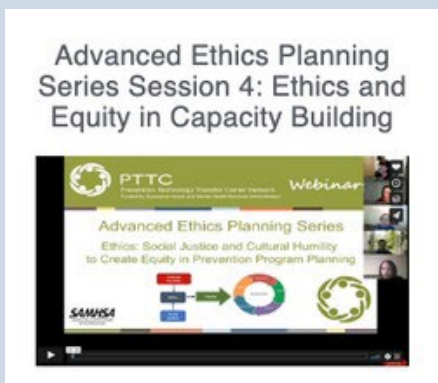 Advanced Ethics Planning
Series Session 4: Ethics and
Equity in Capacity Building
PTTC
Prevention Technology Transfer Center Network
Webinar
Advanced Ethics Planning Series
Ethics: Social Justice and Cultural Humility
to Create Equity in Prevention Program Planning
SAMHSA